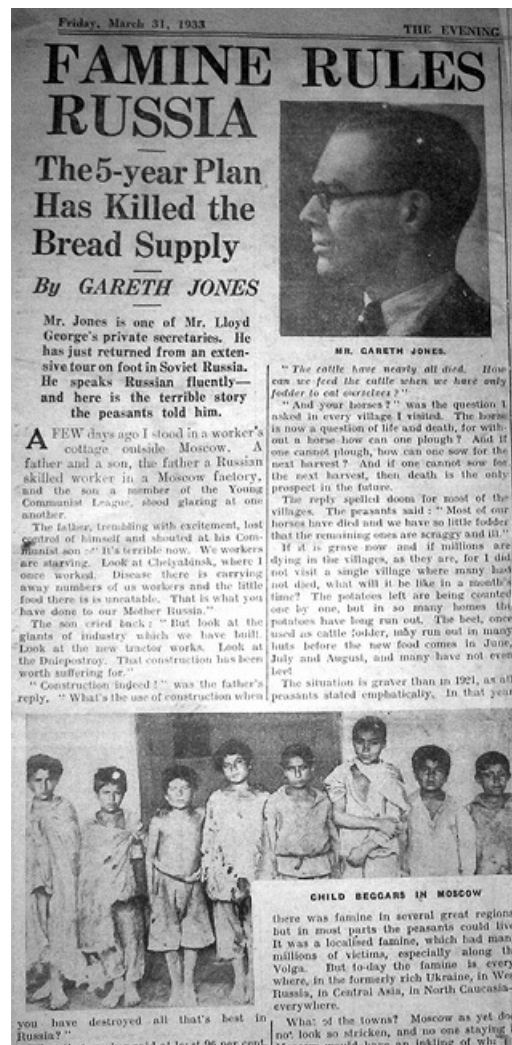 Friday, March 31, 1933
THE EVENING
FAMINE RULES
RUSSIA
The 5-year Plan
Has Killed the
Bread Supply
By GARETH JONES
Mr. Jones is one of Mr. Lloyd
George's private secretaries. He
has just returned from an exten-
sive tour on foot in Soviet Russia.
He speaks Russian fluently—
and here is the terrible story
the peasants told him.
A FEW days ago I stood in a worker's
cottage outside Moscow. A
father and a son, the father a Russian
skilled worker in a Moscow factory,
and the son a member of the Young
Communist League, stood glaring at one
another.
The father, trembling with excitement, lost
control of himself and shouted at his Com-
munist son : " It's terrible now. We workers
are starving. Look at Chelyabinsk, where I
once worked. Disease there is carrying
away numbers of us workers and the little
food there is is uneatable. That is what you
have done to our Mother Russia."
The son cried back : " But look at the
giants of industry which we have built.
Look at the new tractor works. Look at
the Dniepostroy. That construction has been
worth suffering for."
" Construction indeed ! " was the father's
reply. " What's the use of construction when
MR. GARETH JONES.
" The cattle have nearly all died. How
can we feed the cattle when we have only
fodder to eat ourselves ? "
" And your horses ? " was the question I
asked in every village I visited. The horse
is now a question of life and death, for with-
out a horse how can one plough ? And if
one cannot plough, how can one sow for the
next harvest ? And if one cannot sow for
the next harvest, then death is the only
prospect in the future.
The reply spelled doom for most of the
villages. The peasants said : " Most of our
horses have died and we have so little fodder
that the remaining ones are scraggy and ill."
If it is grave now and if millions are
dying in the villages, as they are, for I did
not visit a single village where many had
not died, what will it be like in a month's
time? The potatoes left are being counted
one by one, but in so many homes the
potatoes have long run out. The beet, once
used as cattle fodder, may run out in many
huts before the new food comes in June,
July and August, and many have not even
beet
The situation is graver than in 1921, as all
peasants stated emphatically. In that year
CHILD BEGGARS IN MOSCOW
you have destroyed all that's best in
Russia? "
96 per cent.
there was famine in several great regions
but in most parts the peasants could live
It was a localised famine, which had many
millions of victims, especially along the
Volga. But to-day the famine is every-
where, in the formerly rich Ukraine, in
Russia, in Central Asia, in North Caucasia—
everywhere.
What of the towns? Moscow as yet does
not look so stricken, and no one staying
an inkling of